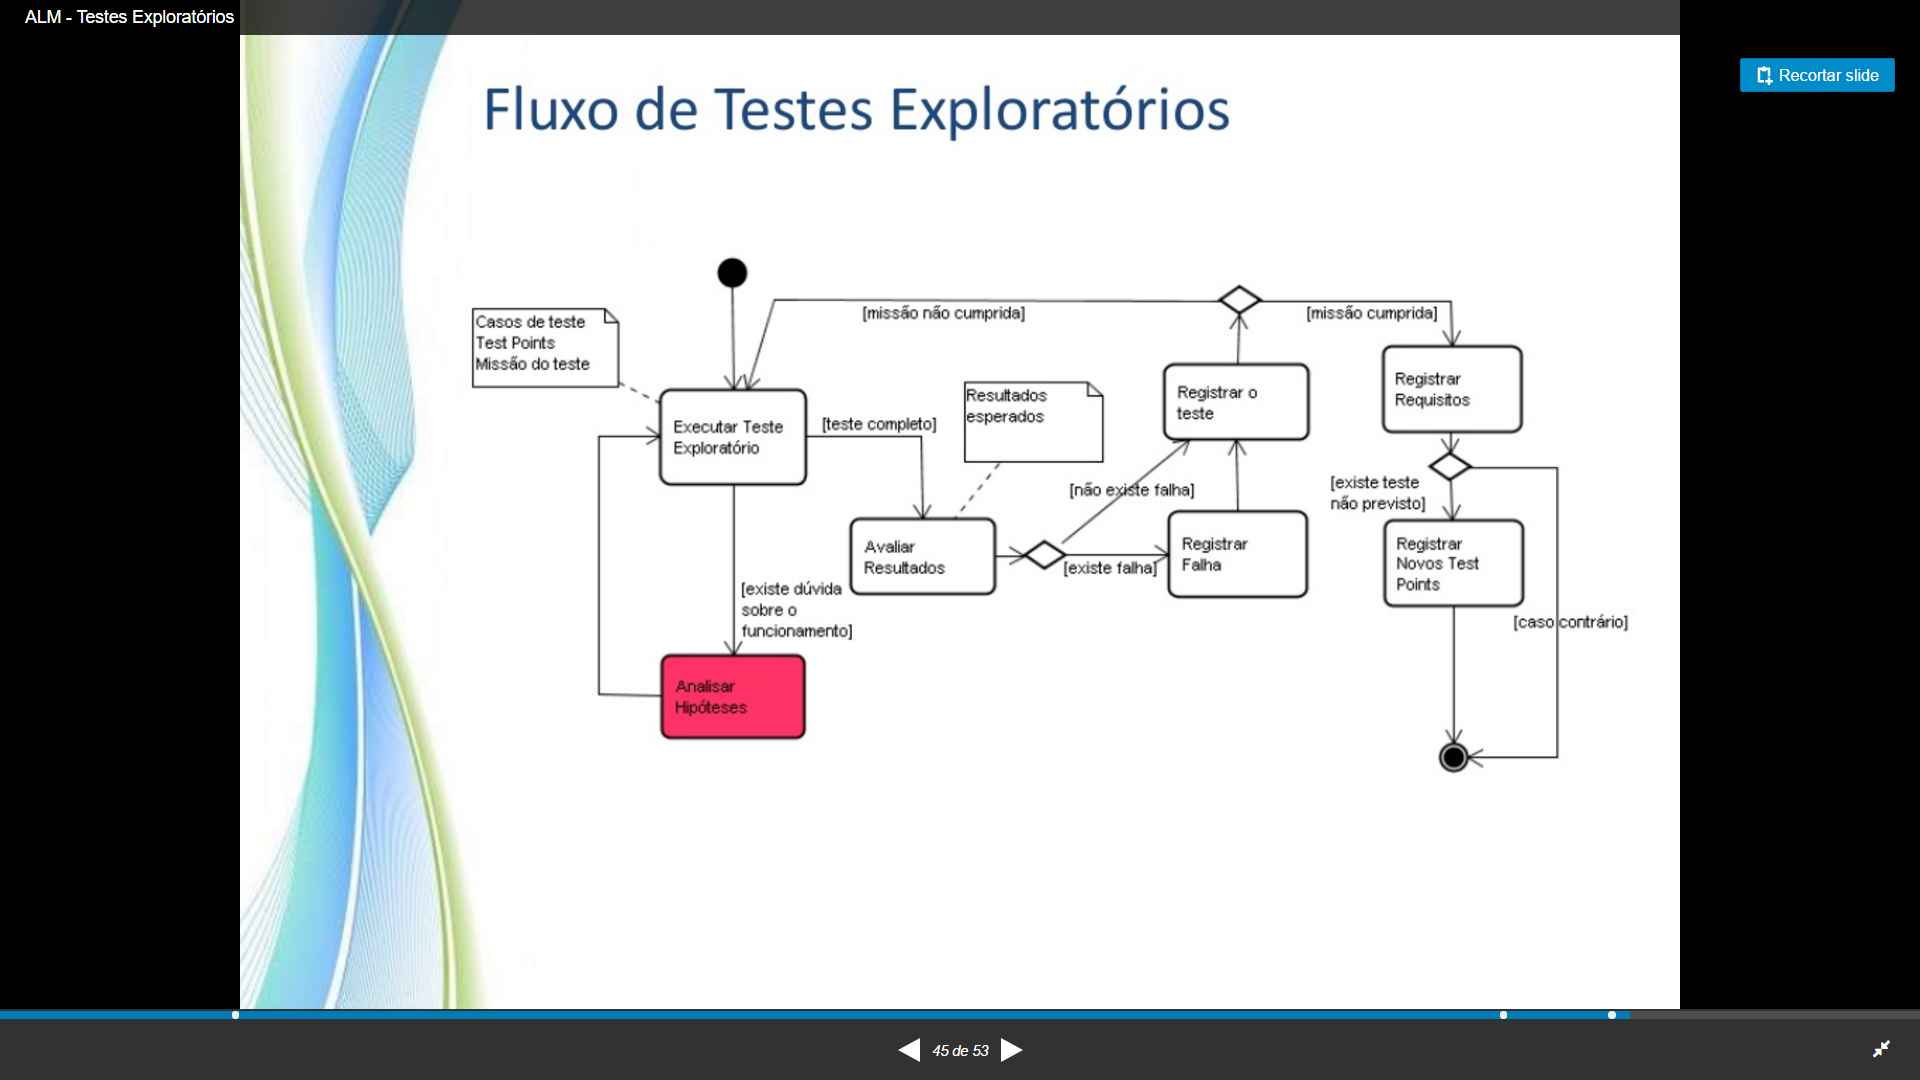 ALM - Testes Exploratórios
Recortar slide
Fluxo de Testes Exploratórios
Casos de teste
Test Points
Missão do teste
[missão não cumprida]
[missão cumprida]
Executar Teste
Exploratório
[teste completo]
Resultados
esperados
Registrar o
teste
Registrar
Requisitos
[não existe falha]
[existe teste
não previsto]
Avaliar
Resultados
[existe falha]
Registrar
Falha
Registrar
Novos Test
Points
[existe dúvida
sobre o
funcionamento]
[caso contrário]
Analisar
Hipóteses
45 de 53